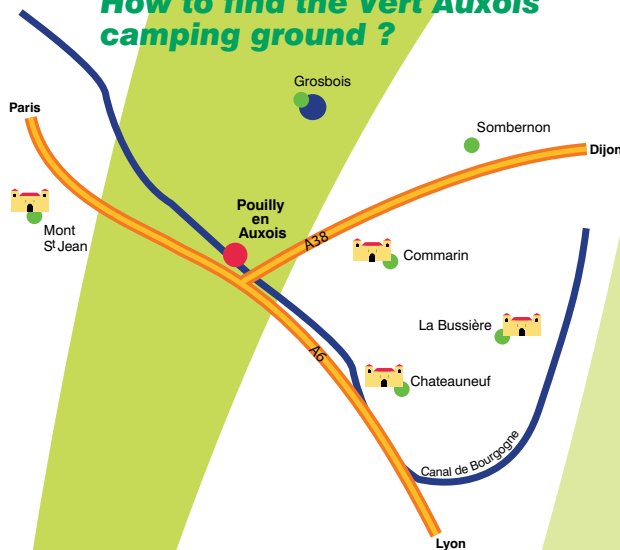 How to find the Vert Auxois
camping ground ?
Grosbois
Paris
Sombernon
Dijon
Pouilly
en
Auxois
Mont
St Jean
A38
Commarin
La Bussière
A6
Chateauneuf
Canal de Bourgogne
Lyon